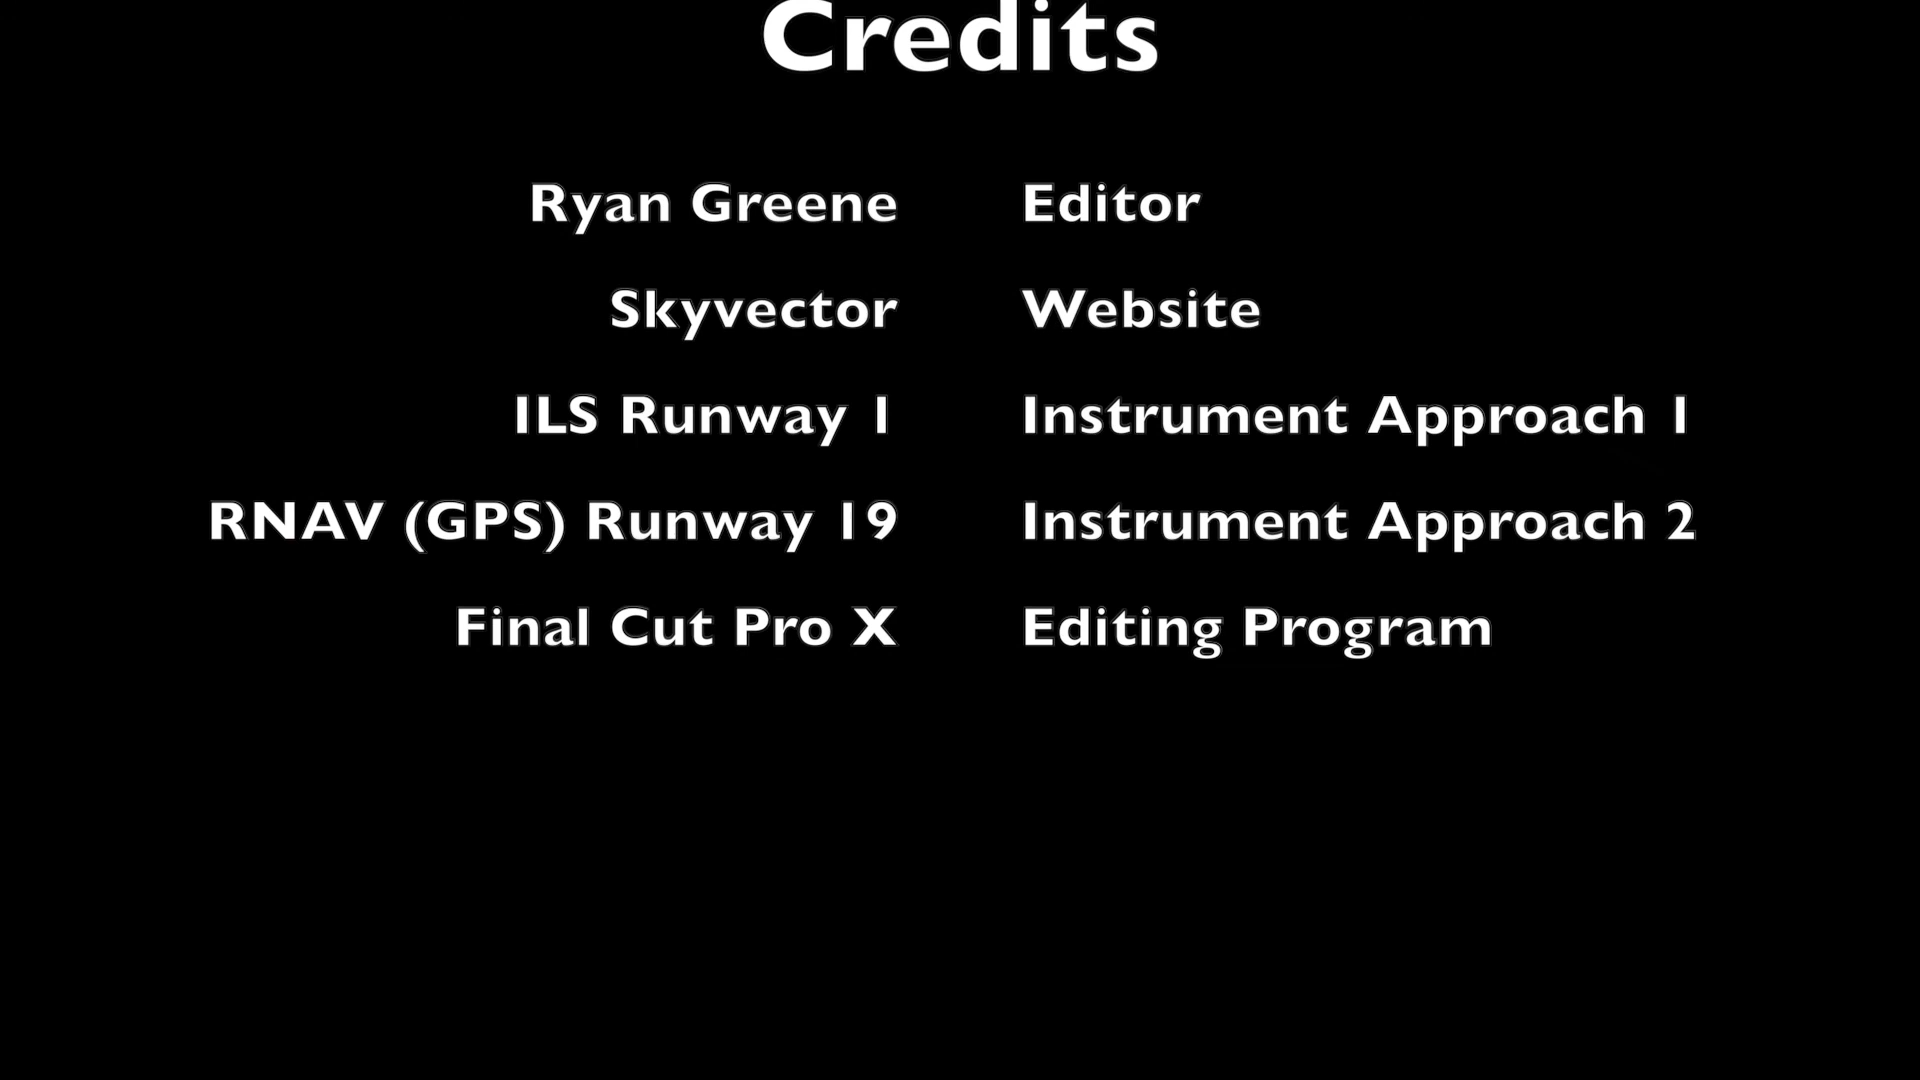 Credits
Ryan Greene Editor
Skyvector Website
ILS Runway 1 Instrument Approach 1
RNAV (GPS) Runway 19 Instrument Approach 2
Final Cut Pro X Editing Program